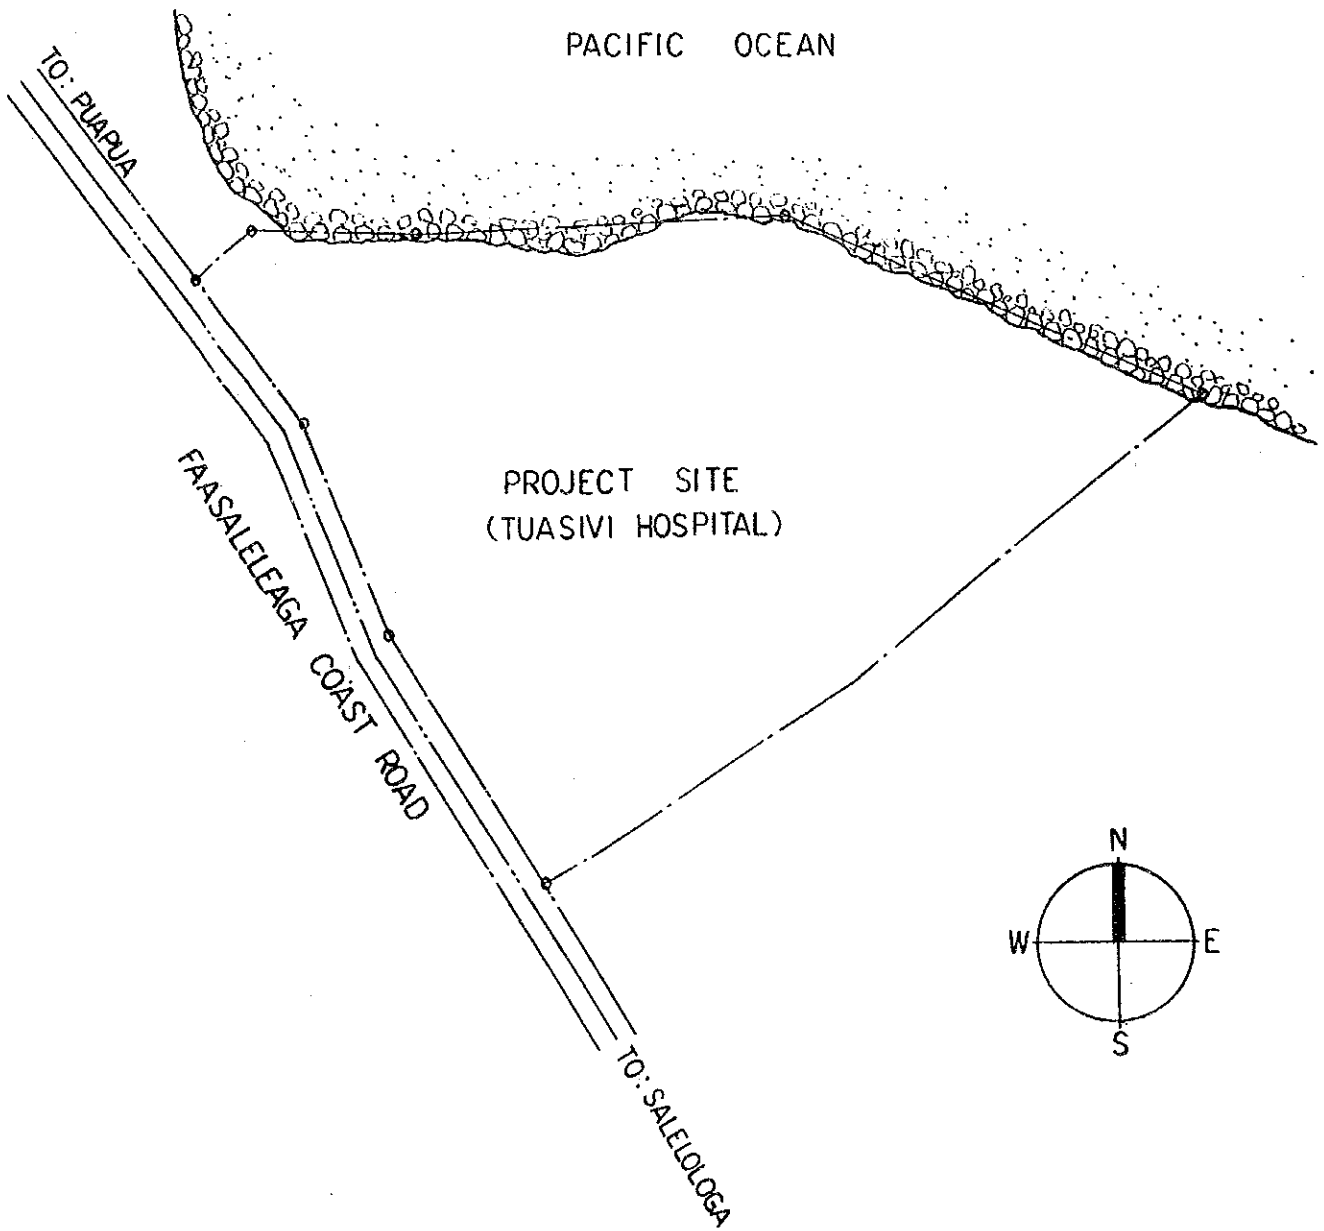 PACIFIC OCEAN
TO: PUAPUA
PROJECT SITE
(TUASIVI HOSPITAL)
FAASALELEAGA COAST ROAD
N
W E
S
TO: SALELOLOGA